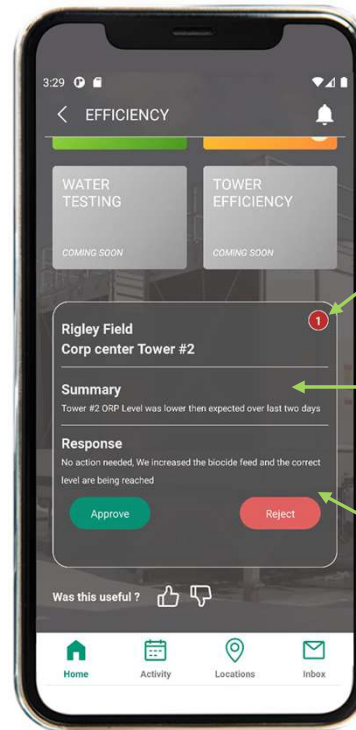 3:29
EFFICIENCY
WATER
TESTING
COMING SOON
TOWER
EFFICIENCY
COMING SOON
1
Rigley Field
Corp center Tower #2
Summary
Tower #2 ORP Level was lower then expected over last two days
Response
No action needed, We increased the biocide feed and the correct
level are being reached
Approve
Reject
Was this useful ?
Home
Activity
Locations
Inbox